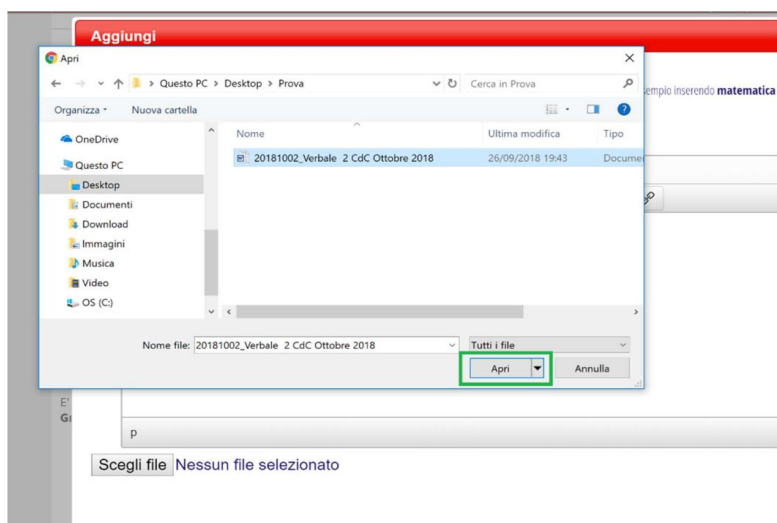 Aggiungi
Apri
Questo PC > Desktop > Prova
Cerca in Prova
empio inserendo matematica
Organizza
Nuova cartella
Nome
Ultima modifica
Tipo
OneDrive
Questo PC
Desktop
Documenti
Download
Immagini
Musica
Video
OS (C:)
20181002_Verbale 2 CdC Ottobre 2018
26/09/2018 19:43
Docume
Nome file: 20181002_Verbale 2 CdC Ottobre 2018
Tutti i file
Apri
Annulla
E'
p
Scegli file Nessun file selezionato